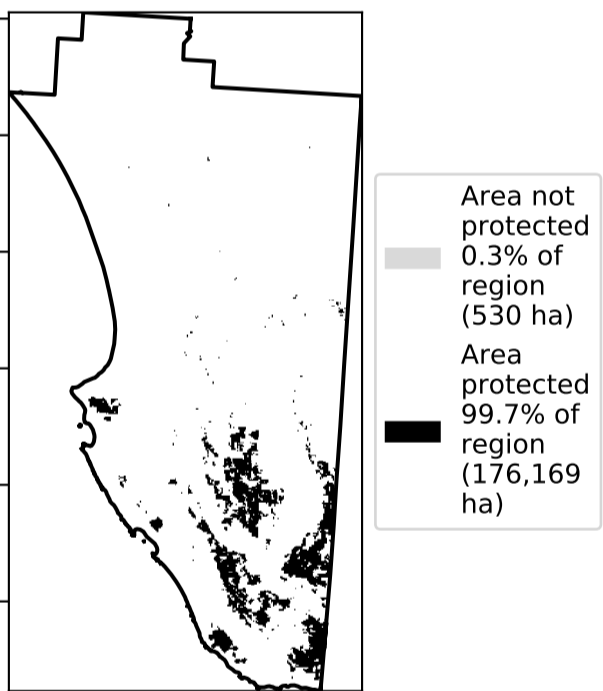 Area not
protected
0.3% of
region
(530 ha)
Area
protected
99.7% of
region
(176,169
ha)